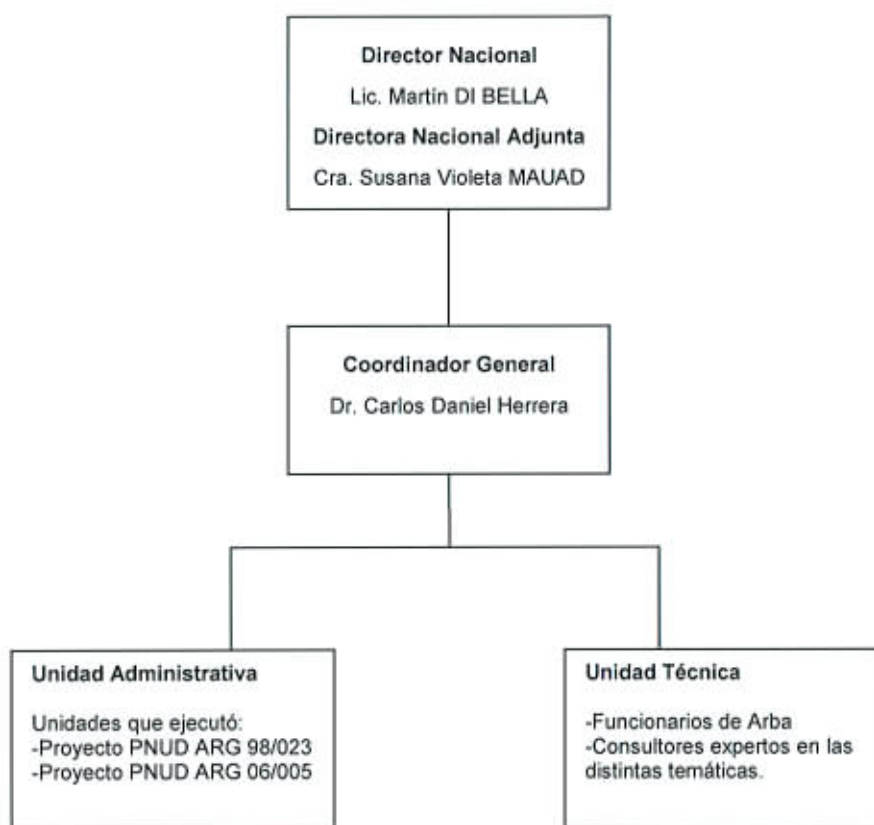 Director Nacional
Lic. Martín DI BELLA
Directora Nacional Adjunta
Cra. Susana Violeta MAUAD
Coordinador General
Dr. Carlos Daniel Herrera
Unidad Administrativa
Unidades que ejecutó:
-Proyecto PNUD ARG 98/023
-Proyecto PNUD ARG 06/005
Unidad Técnica
-Funcionarios de Arba
-Consultores expertos en las
distintas temáticas.